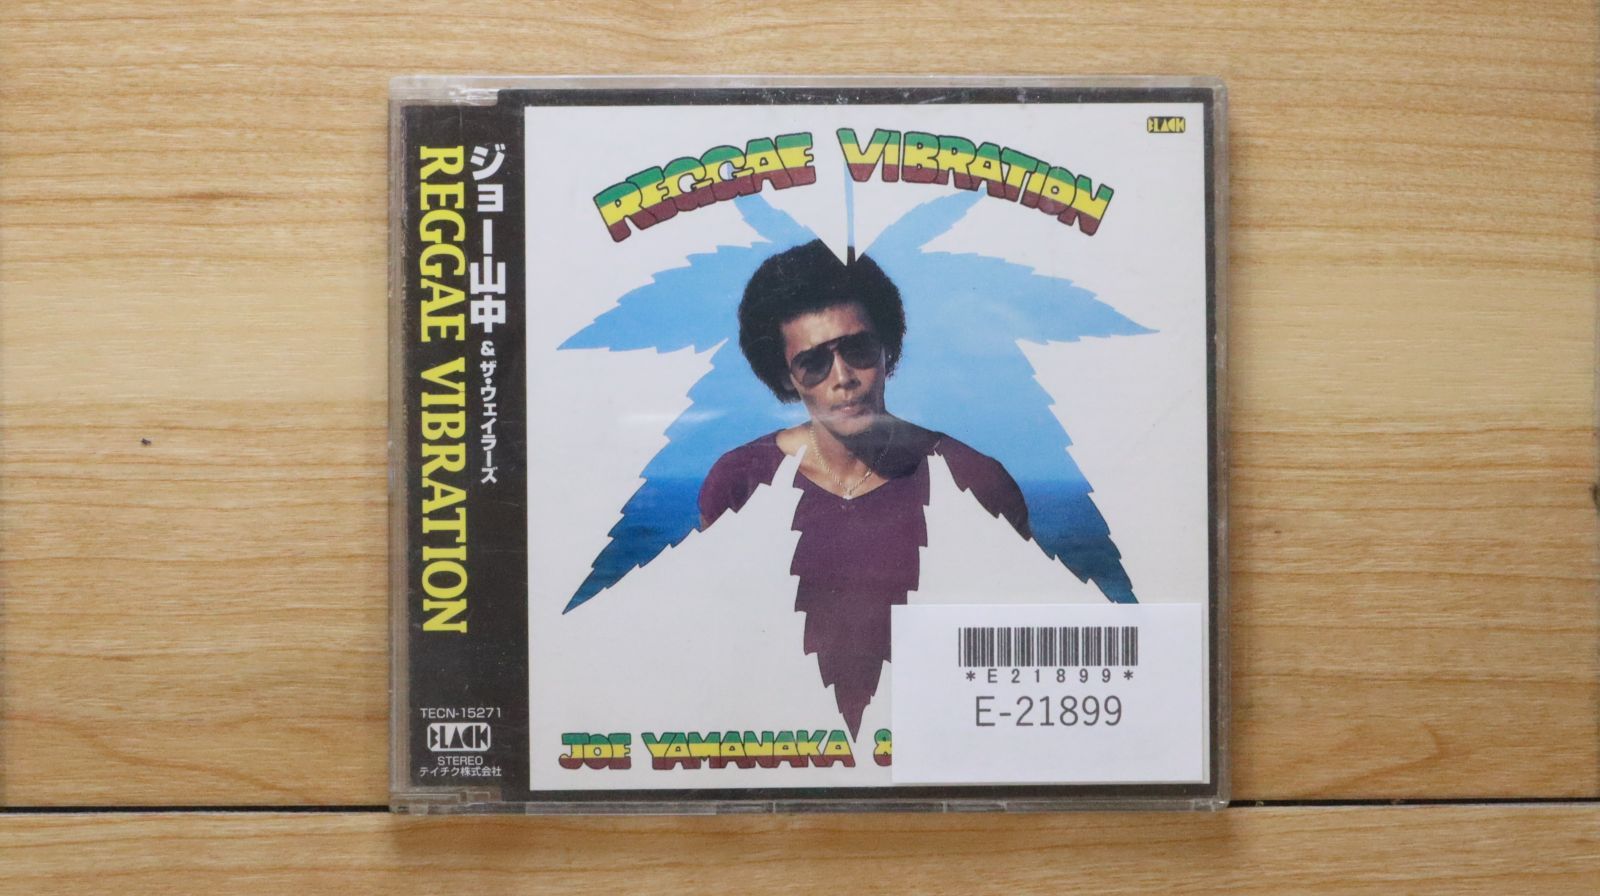 ジョー山中&ザ・ウェイラーズ
REGGAE VIBRATION
TECN-15271
BLACK
STEREO
テイチク株式会社
REGGAE VIBRATION
BLACK
JOE YAMANAKA &
*E21899*
E-21899